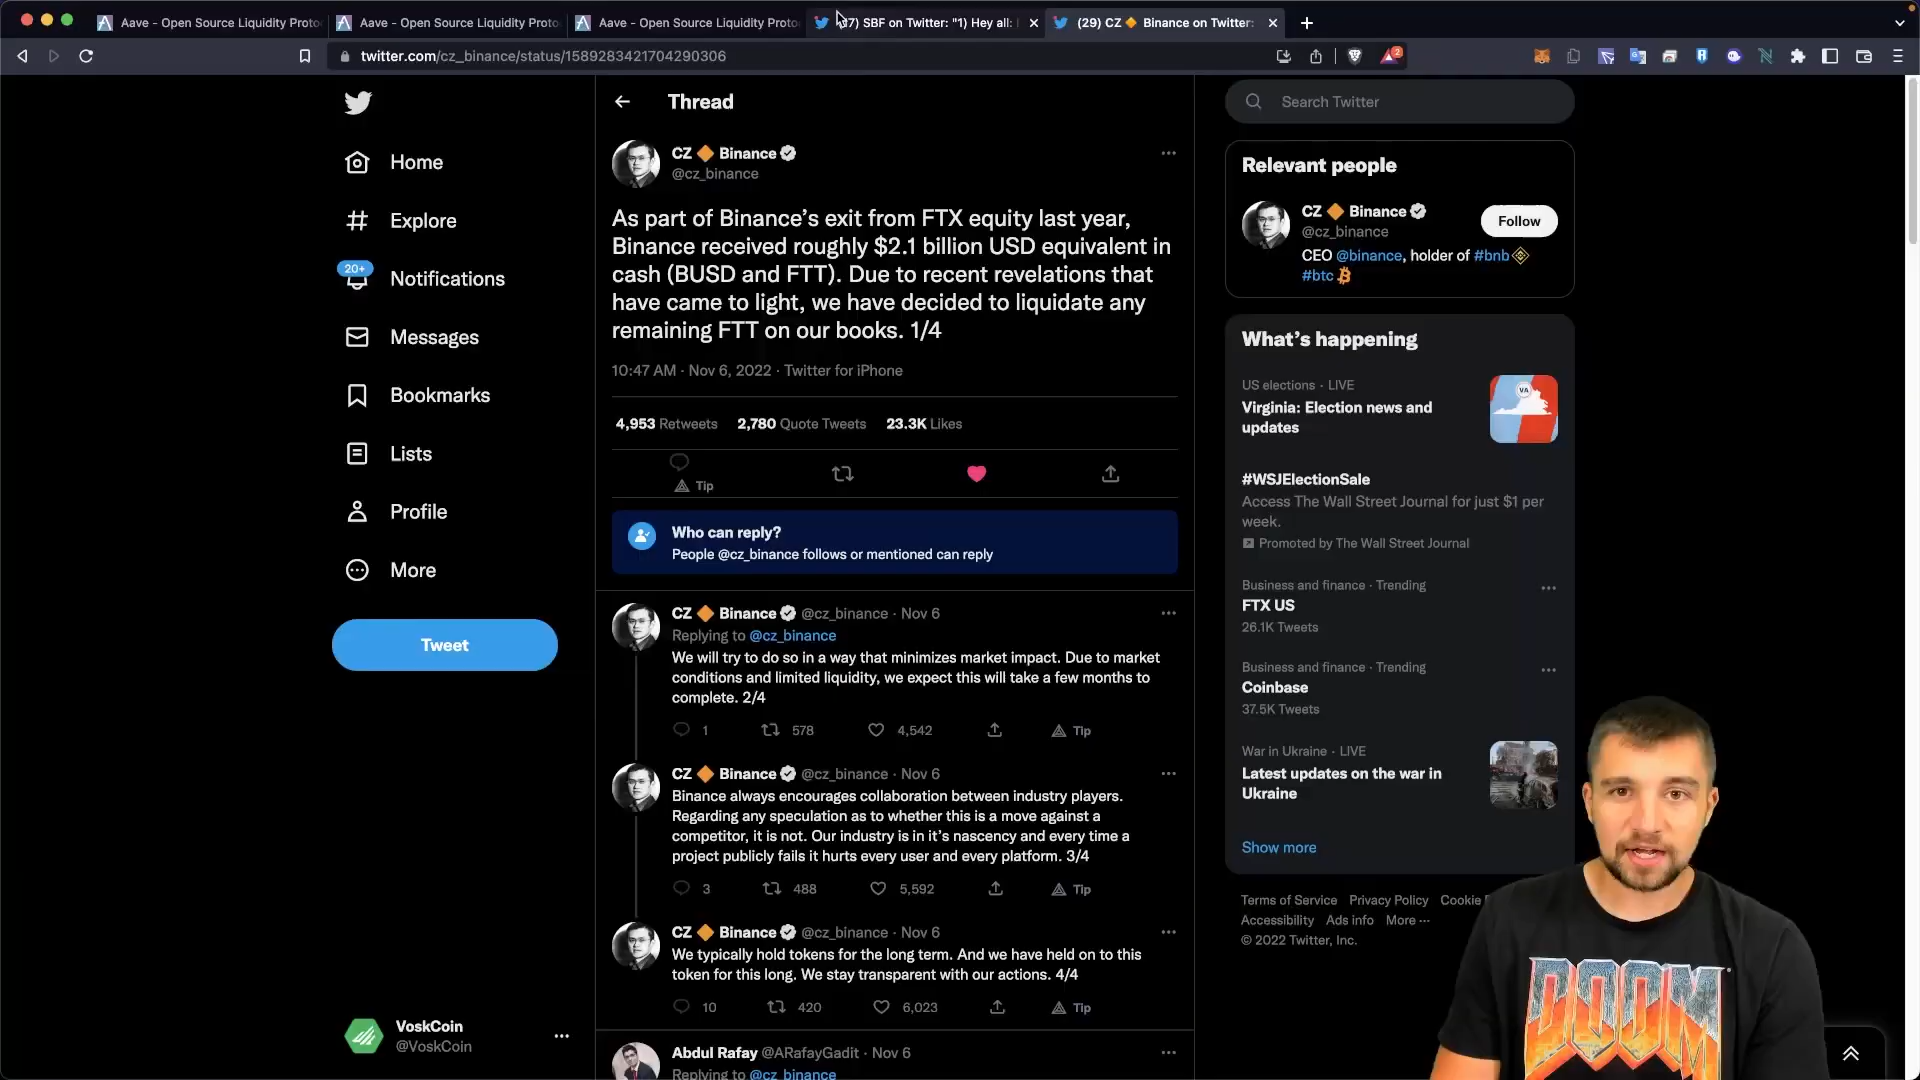 Aave - Open Source Liquidity Proto
Aave - Open Source Liquidity Proto
Aave - Open Source Liquidity Proto
7) SBF on Twitter: "1) Hey all:
(29) CZ 🔶 Binance on Twitter:
twitter.com/cz_binance/status/1589283421704290306
2
Home
Explore
20+
Notifications
Messages
Bookmarks
Lists
Profile
More
Tweet
VoskCoin
@VoskCoin
Thread
CZ 🔶 Binance
@cz_binance
As part of Binance’s exit from FTX equity last year,
Binance received roughly $2.1 billion USD equivalent in
cash (BUSD and FTT). Due to recent revelations that
have came to light, we have decided to liquidate any
remaining FTT on our books. 1/4
10:47 AM · Nov 6, 2022 · Twitter for iPhone
4,953 Retweets 2,780 Quote Tweets 23.3K Likes
Tip
Who can reply?
People @cz_binance follows or mentioned can reply
CZ 🔶 Binance @cz_binance · Nov 6
Replying to @cz_binance
We will try to do so in a way that minimizes market impact. Due to market
conditions and limited liquidity, we expect this will take a few months to
complete. 2/4
1 578 4,542 Tip
CZ 🔶 Binance @cz_binance · Nov 6
Binance always encourages collaboration between industry players.
Regarding any speculation as to whether this is a move against a
competitor, it is not. Our industry is in it’s nascency and every time a
project publicly fails it hurts every user and every platform. 3/4
3 488 5,592 Tip
CZ 🔶 Binance @cz_binance · Nov 6
We typically hold tokens for the long term. And we have held on to this
token for this long. We stay transparent with our actions. 4/4
10 420 6,023 Tip
Abdul Rafay @ARafayGadit · Nov 6
Replying to @cz_binance
Search Twitter
Relevant people
CZ 🔶 Binance
@cz_binance
Follow
CEO @binance, holder of #bnb
#btc
What’s happening
US elections · LIVE
Virginia: Election news and
updates
VA
#WSJElectionSale
Access The Wall Street Journal for just $1 per
week.
Promoted by The Wall Street Journal
Business and finance · Trending
FTX US
26.1K Tweets
Business and finance · Trending
Coinbase
37.5K Tweets
War in Ukraine · LIVE
Latest updates on the war in
Ukraine
Show more
Terms of Service Privacy Policy Cookie
Accessibility Ads info More ···
© 2022 Twitter, Inc.
DOOM